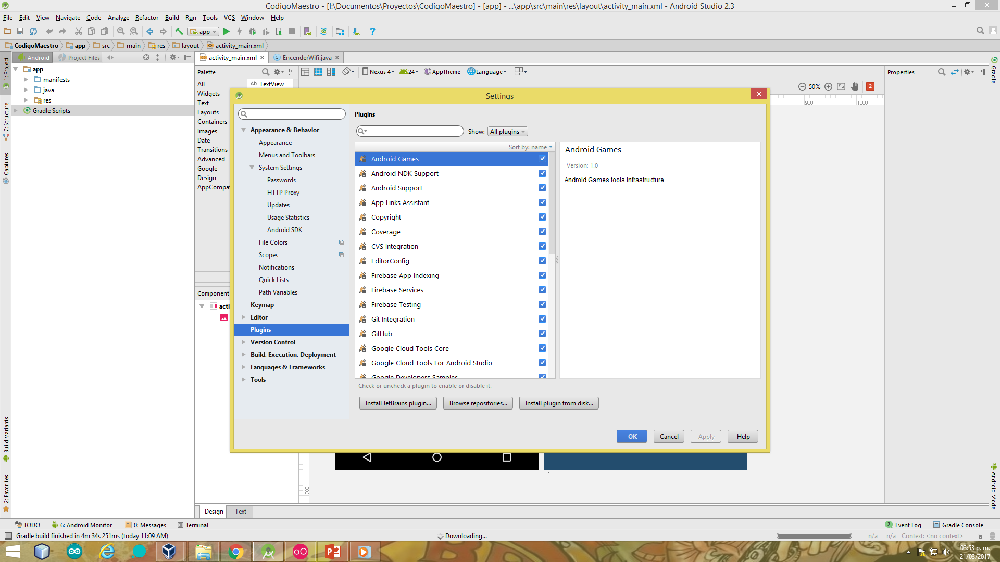 CodigoMaestro - [I:\Documentos\Proyectos\CodigoMaestro] - [app] - ...\app\src\main\res\layout\activity_main.xml - Android Studio 2.3
File Edit View Navigate Code Analyze Refactor Build Run Tools VCS Window Help
app
CodigoMaestro app src main res layout activity_main.xml
Android Project Files
activity_main.xml EncenderWifi.java
1: Project
7: Structure
Captures
Build Variants
2: Favorites
app
manifests
java
res
Gradle Scripts
Palette
Nexus 4 24 AppTheme Language
Properties
All
Widgets
Text
Layouts
Containers
Images
Date
Transitions
Advanced
Google
Design
AppCompat
Ab TextView
50% 2
900 1000
Component
acti
Settings
Appearance & Behavior
Appearance
Menus and Toolbars
System Settings
Passwords
HTTP Proxy
Updates
Usage Statistics
Android SDK
File Colors
Scopes
Notifications
Quick Lists
Path Variables
Keymap
Editor
Plugins
Version Control
Build, Execution, Deployment
Languages & Frameworks
Tools
Plugins
Show: All plugins
Sort by: name
Android Games
Android NDK Support
Android Support
App Links Assistant
Copyright
Coverage
CVS Integration
EditorConfig
Firebase App Indexing
Firebase Services
Firebase Testing
Git Integration
GitHub
Google Cloud Tools Core
Google Cloud Tools For Android Studio
Google Developers Samples
Check or uncheck a plugin to enable or disable it.
Install JetBrains plugin... Browse repositories... Install plugin from disk...
Android Games
Version: 1.0
Android Games tools infrastructure
OK Cancel Apply Help
700
Gradle
Android Model
Design Text
TODO 6: Android Monitor 0: Messages Terminal
2 Event Log Gradle Console
Gradle build finished in 4m 34s 251ms (today 11:09 AM)
Downloading...
n/a n/a Context: <no context>
03:53 p. m.
21/03/2017